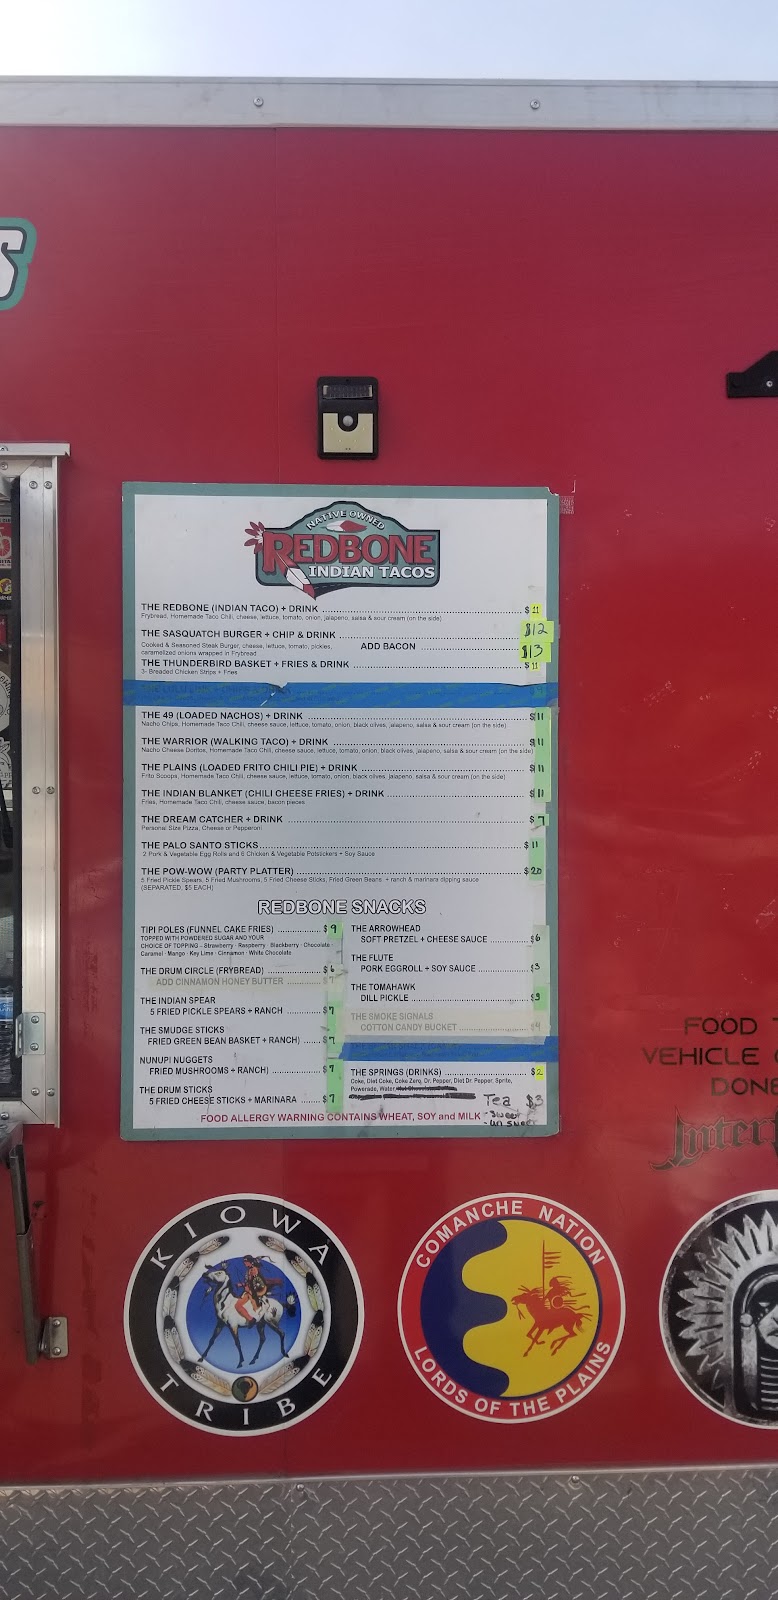 NATIVE OWNED
REDBONE
INDIAN TACOS
THE REDBONE (INDIAN TACO) + DRINK $11
Frybread, Homemade Taco Chili, cheese, lettuce, tomato, onion, jalapeno, salsa & sour cream (on the side)
THE SASQUATCH BURGER + CHIP & DRINK $12
Cooked & Seasoned Steak Burger, cheese, lettuce, tomato, pickles,
caramelized onions wrapped in Frybread
ADD BACON $13
THE THUNDERBIRD BASKET + FRIES & DRINK $11
3- Breaded Chicken Strips + Fries
THE 49 (LOADED NACHOS) + DRINK $11
Nacho Chips, Homemade Taco Chili, cheese sauce, lettuce, tomato, onion, black olives, jalapeno, salsa & sour cream (on the side)
THE WARRIOR (WALKING TACO) + DRINK $11
Nacho Cheese Doritos, Homemade Taco Chili, cheese sauce, lettuce, tomato, onion, black olives, jalapeno, salsa & sour cream (on the side)
THE PLAINS (LOADED FRITO CHILI PIE) + DRINK $11
Frito Scoops, Homemade Taco Chili, cheese sauce, lettuce, tomato, onion, black olives, jalapeno, salsa & sour cream (on the side)
THE INDIAN BLANKET (CHILI CHEESE FRIES) + DRINK $11
Fries, Homemade Taco Chili, cheese sauce, bacon pieces
THE DREAM CATCHER + DRINK $7
Personal Size Pizza, Cheese or Pepperoni
THE PALO SANTO STICKS $11
2 Pork & Vegetable Egg Rolls and 6 Chicken & Vegetable Potstickers + Soy Sauce
THE POW-WOW (PARTY PLATTER) $20
5 Fried Pickle Spears, 5 Fried Mushrooms, 5 Fried Cheese Sticks, Fried Green Beans, + ranch & marinara dipping sauce
(SEPARATED, $5 EACH)
REDBONE SNACKS
TIPI POLES (FUNNEL CAKE FRIES) $9
TOPPED WITH POWDERED SUGAR AND YOUR
CHOICE OF TOPPING - Strawberry · Raspberry · Blackberry · Chocolate
Caramel · Mango · Key Lime · Cinnamon · White Chocolate
THE DRUM CIRCLE (FRYBREAD) $6
ADD CINNAMON HONEY BUTTER
THE INDIAN SPEAR
5 FRIED PICKLE SPEARS + RANCH $7
THE SMUDGE STICKS
FRIED GREEN BEAN BASKET + RANCH) $7
NUNUPI NUGGETS
FRIED MUSHROOMS + RANCH) $7
THE DRUM STICKS
5 FRIED CHEESE STICKS + MARINARA $7
THE ARROWHEAD
SOFT PRETZEL + CHEESE SAUCE $6
THE FLUTE
PORK EGGROLL + SOY SAUCE $3
THE TOMAHAWK
DILL PICKLE $3
THE SMOKE SIGNALS
COTTON CANDY BUCKET $4
THE SPRINGS (DRINKS) $2
Coke, Diet Coke, Coke Zero, Dr. Pepper, Diet Dr. Pepper, Sprite,
Powerade, Water,
Tea $3
- sweet
- un sweet
FOOD ALLERGY WARNING CONTAINS WHEAT, SOY and MILK
FOOD T
VEHICLE
DONE
Inter
KIOWA
TRIBE
COMANCHE NATION
LORDS OF THE PLAINS